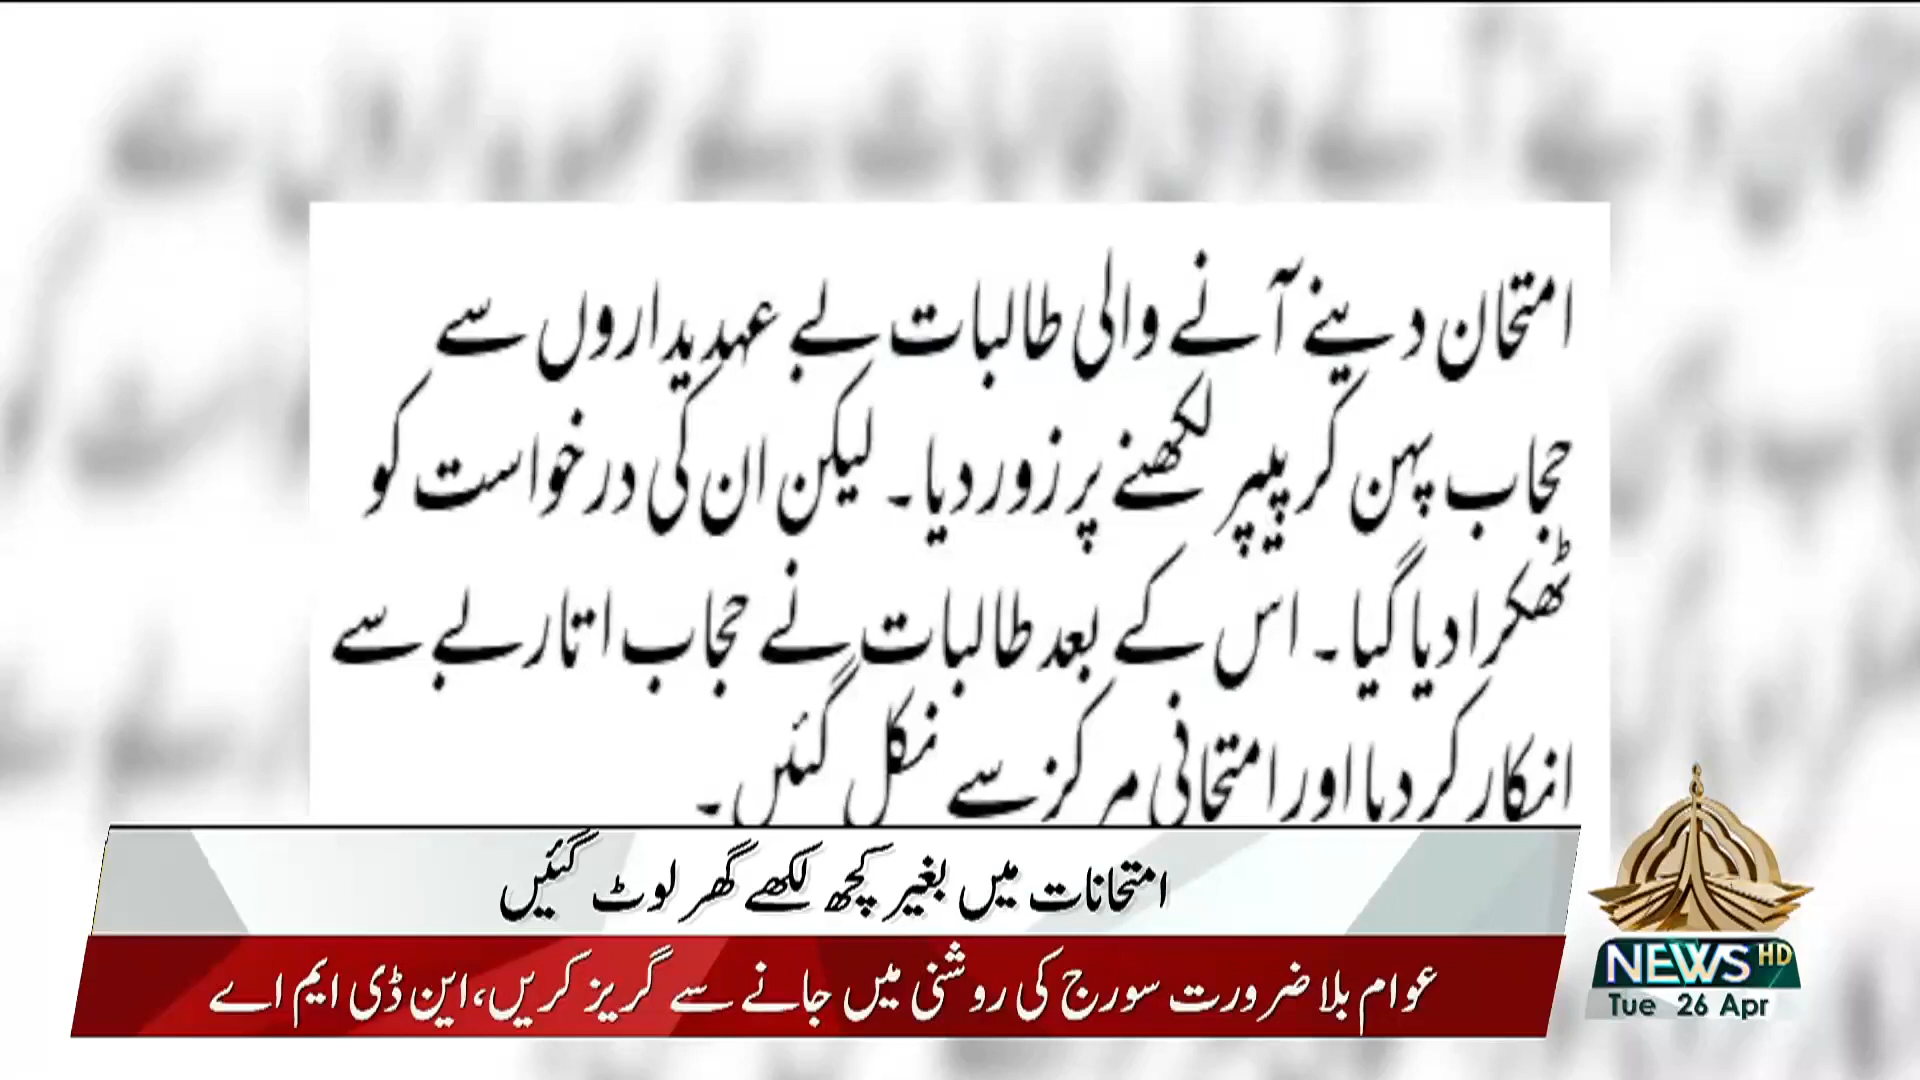 امتحان دینے آنے والی طالبات نے عہدیداروں سے
حجاب پہن کر پیپر لکھنے پر زور دیا۔ لیکن ان کی درخواست کو
ٹھکرا دیا گیا۔ اس کے بعد طالبات نے حجاب اتارنے سے
انکار کر دیا اور امتحانی مرکز سے نکل گئیں۔
امتحانات میں بغیر کچھ لکھے گھر لوٹ گئیں
عوام بلا ضرورت سورج کی روشنی میں جانے سے گریز کریں، این ڈی ایم اے
NEWS HD
Tue 26 Apr